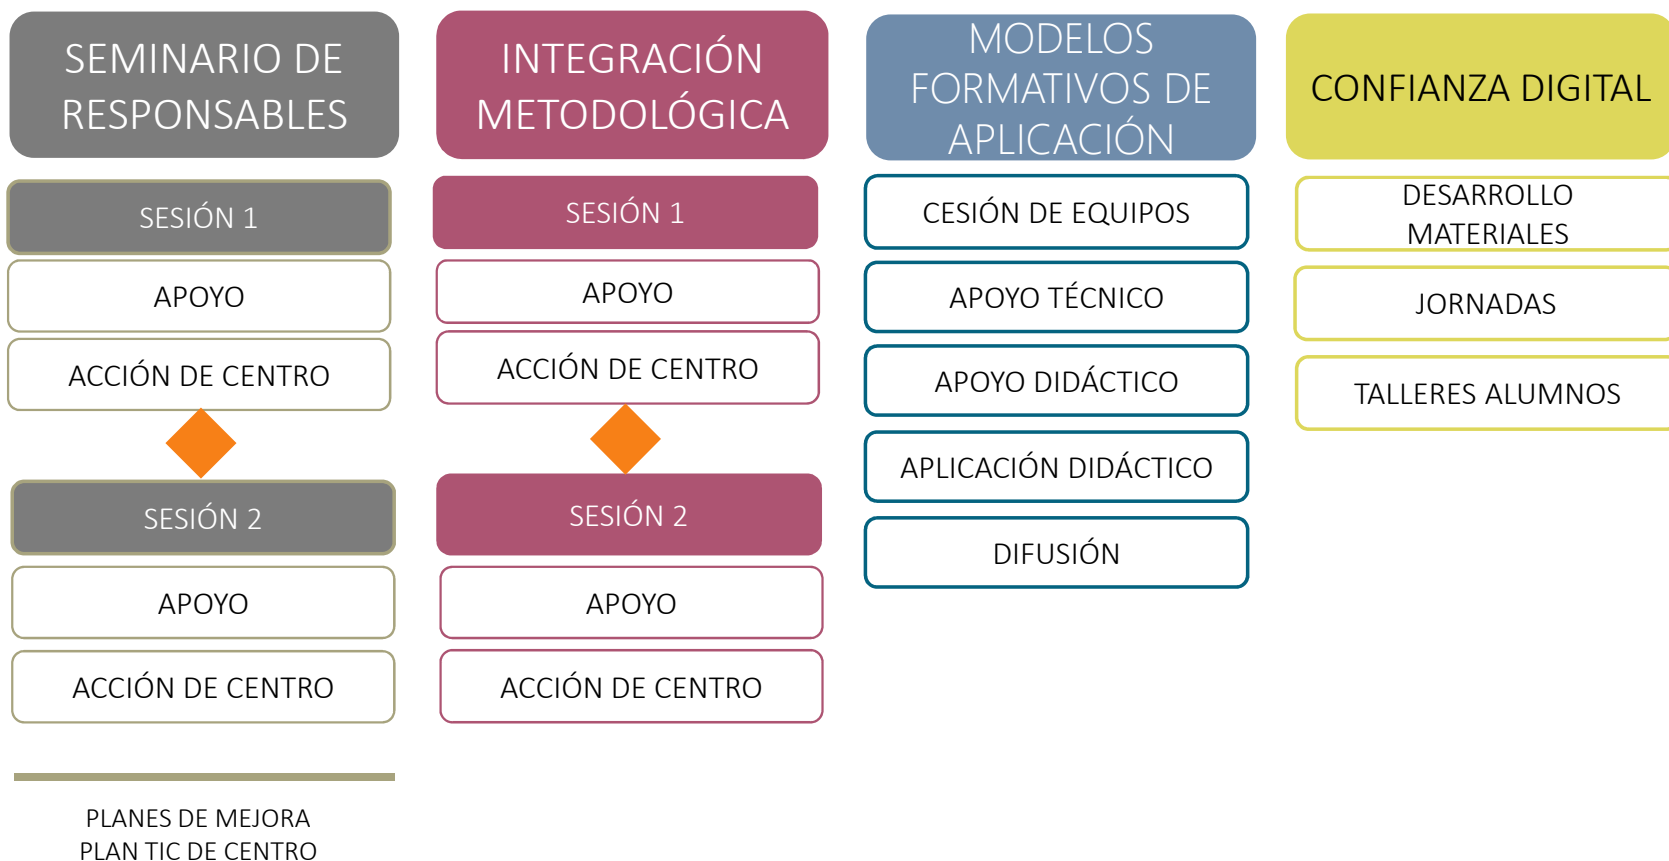 SEMINARIO DE
RESPONSABLES
SESIÓN 1
APOYO
ACCIÓN DE CENTRO
SESIÓN 2
APOYO
ACCIÓN DE CENTRO
PLANES DE MEJORA
PLAN TIC DE CENTRO
INTEGRACIÓN
METODOLÓGICA
SESIÓN 1
APOYO
ACCIÓN DE CENTRO
SESIÓN 2
APOYO
ACCIÓN DE CENTRO
MODELOS
FORMATIVOS DE
APLICACIÓN
CESIÓN DE EQUIPOS
APOYO TÉCNICO
APOYO DIDÁCTICO
APLICACIÓN DIDÁCTICO
DIFUSIÓN
CONFIANZA DIGITAL
DESARROLLO
MATERIALES
JORNADAS
TALLERES ALUMNOS